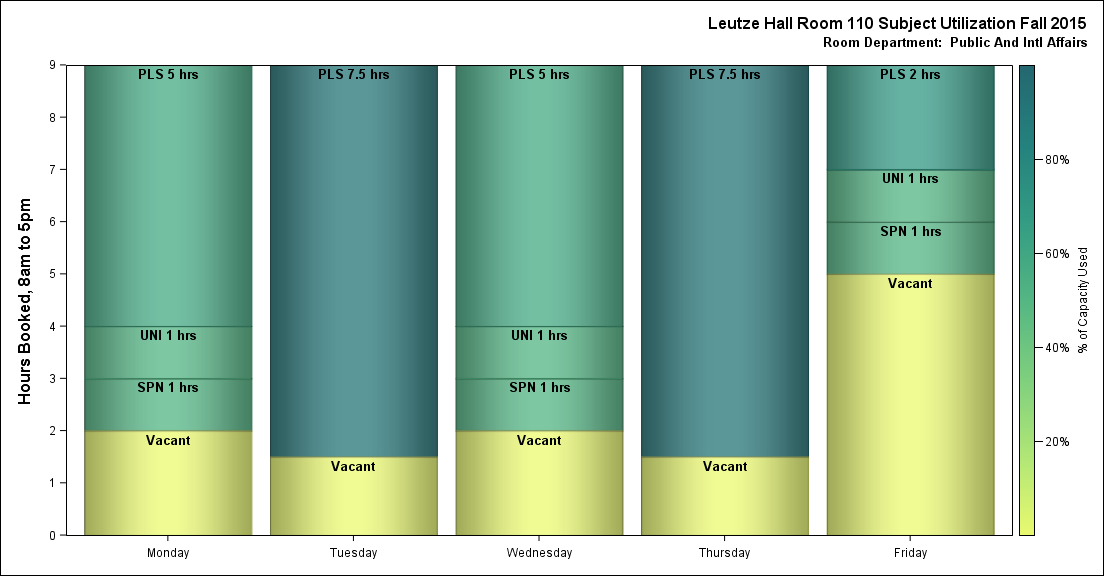 Leutze Hall Room 110 Subject Utilization Fall 2015
Room Department:  Public And Intl Affairs
Hours Booked, 8am to 5pm
9
8
7
6
5
4
3
2
1
0
PLS 5 hrs
UNI 1 hrs
SPN 1 hrs
Vacant
PLS 7.5 hrs
Vacant
PLS 5 hrs
UNI 1 hrs
SPN 1 hrs
Vacant
PLS 7.5 hrs
Vacant
PLS 2 hrs
UNI 1 hrs
SPN 1 hrs
Vacant
Monday
Tuesday
Wednesday
Thursday
Friday
80%
60%
40%
20%
% of Capacity Used